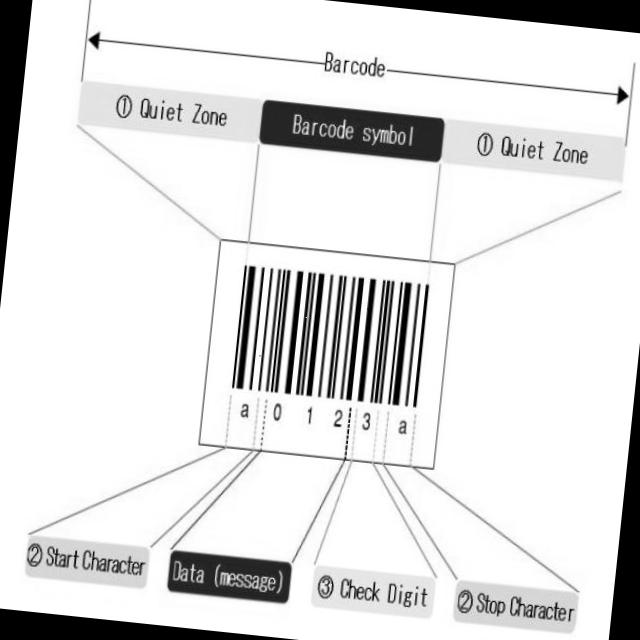 Barcode
① Quiet Zone
Barcode symbol
① Quiet Zone
a 0 1 2 3 a
② Start Character
Data (message)
③ Check Digit
② Stop Character